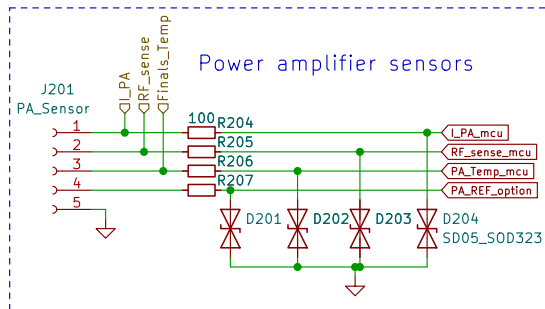 Power amplifier sensors
I_PA
RF_sense
Finals_Temp
J201
PA_Sensor
1
2
3
4
5
100
R204
R205
R206
R207
I_PA_mcu
RF_sense_mcu
PA_Temp_mcu
PA_REF_option
D201
D202
D203
D204
SD05_SOD323